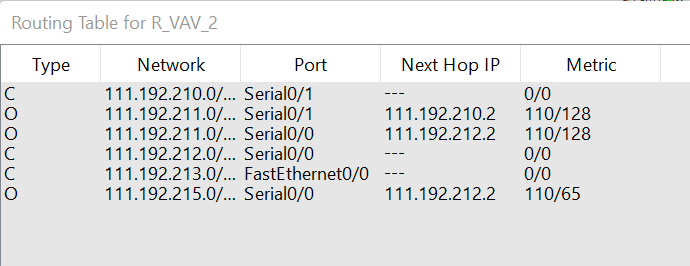 Routing Table for R_VAV_2
Type Network Port Next Hop IP Metric
C 111.192.210.0/... Serial0/1 --- 0/0
O 111.192.211.0/... Serial0/1 111.192.210.2 110/128
O 111.192.211.0/... Serial0/0 111.192.212.2 110/128
C 111.192.212.0/... Serial0/0 --- 0/0
C 111.192.213.0/... FastEthernet0/0 --- 0/0
O 111.192.215.0/... Serial0/0 111.192.212.2 110/65